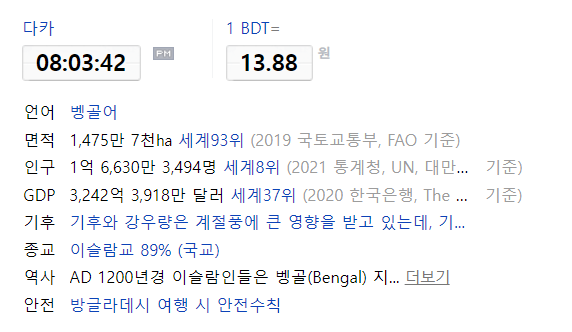 다카
1 BDT=
08:03:42 PM
13.88 원
언어 벵골어
면적 1,475만 7천ha 세계93위 (2019 국토교통부, FAO 기준)
인구 1억 6,630만 3,494명 세계8위 (2021 통계청, UN, 대만... 기준)
GDP 3,242억 3,918만 달러 세계37위 (2020 한국은행, The ... 기준)
기후 기후와 강우량은 계절풍에 큰 영향을 받고 있는데, 기...
종교 이슬람교 89% (국교)
역사 AD 1200년경 이슬람인들은 벵골(Bengal) 지... 더보기
안전 방글라데시 여행 시 안전수칙